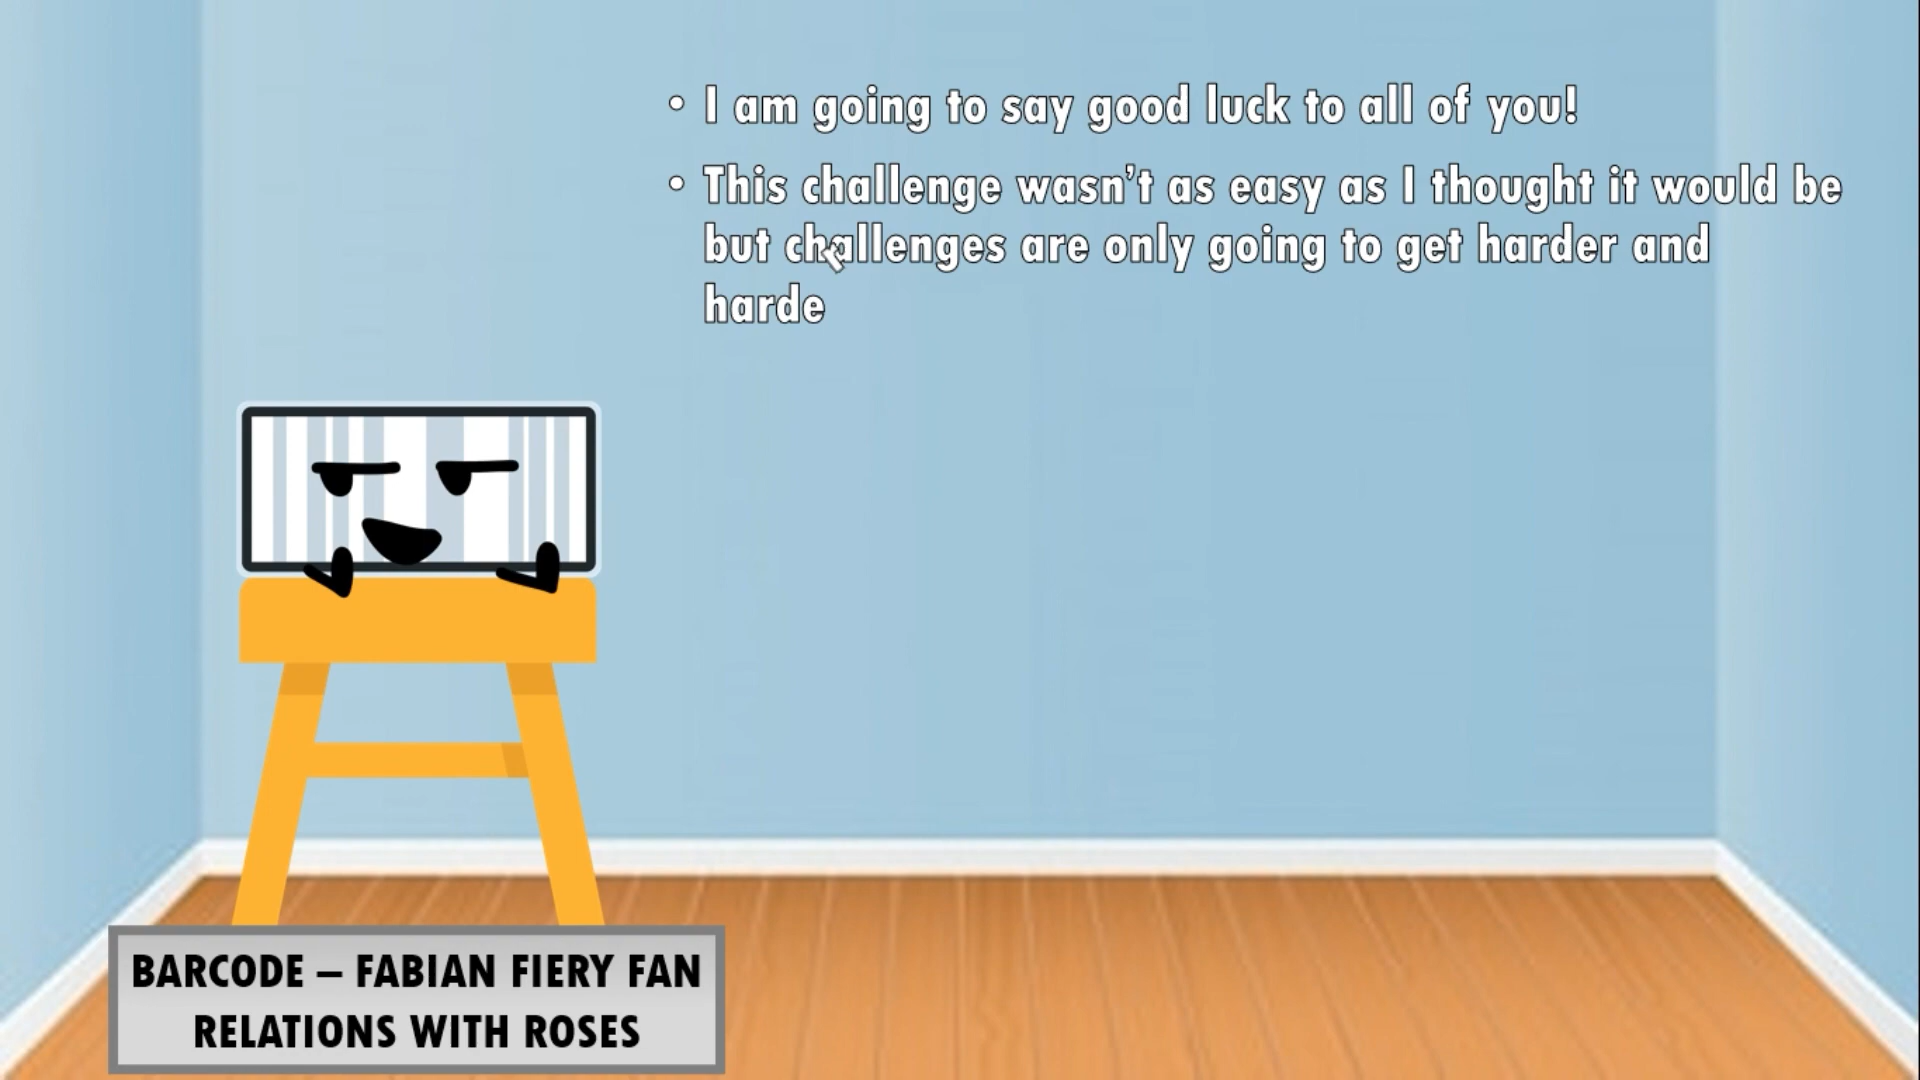 • I am going to say good luck to all of you!
• This challenge wasn’t as easy as I thought it would be
but challenges are only going to get harder and
harde
BARCODE – FABIAN FIERY FAN
RELATIONS WITH ROSES